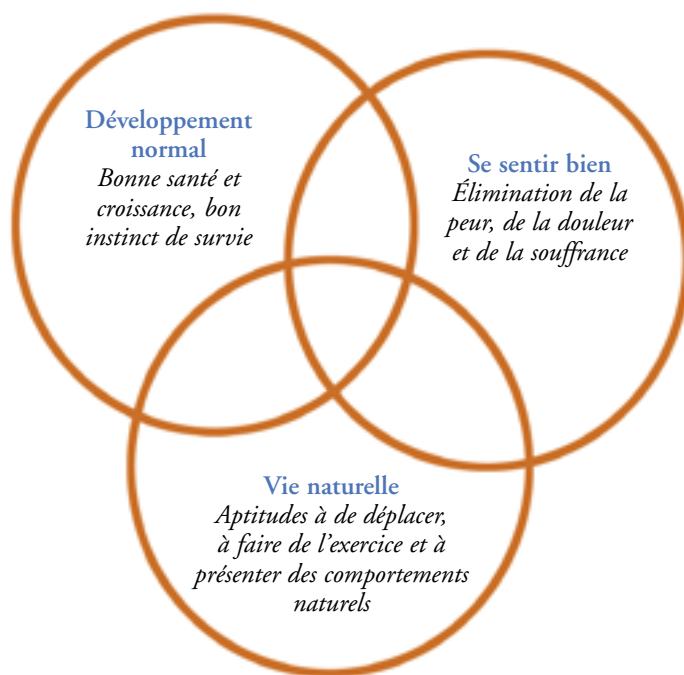 Développement
normal
Bonne santé et
croissance, bon
instinct de survie
Se sentir bien
Élimination de la
peur, de la douleur
et de la souffrance
Vie naturelle
Aptitudes à de déplacer,
à faire de l’exercice et à
présenter des comportements
naturels